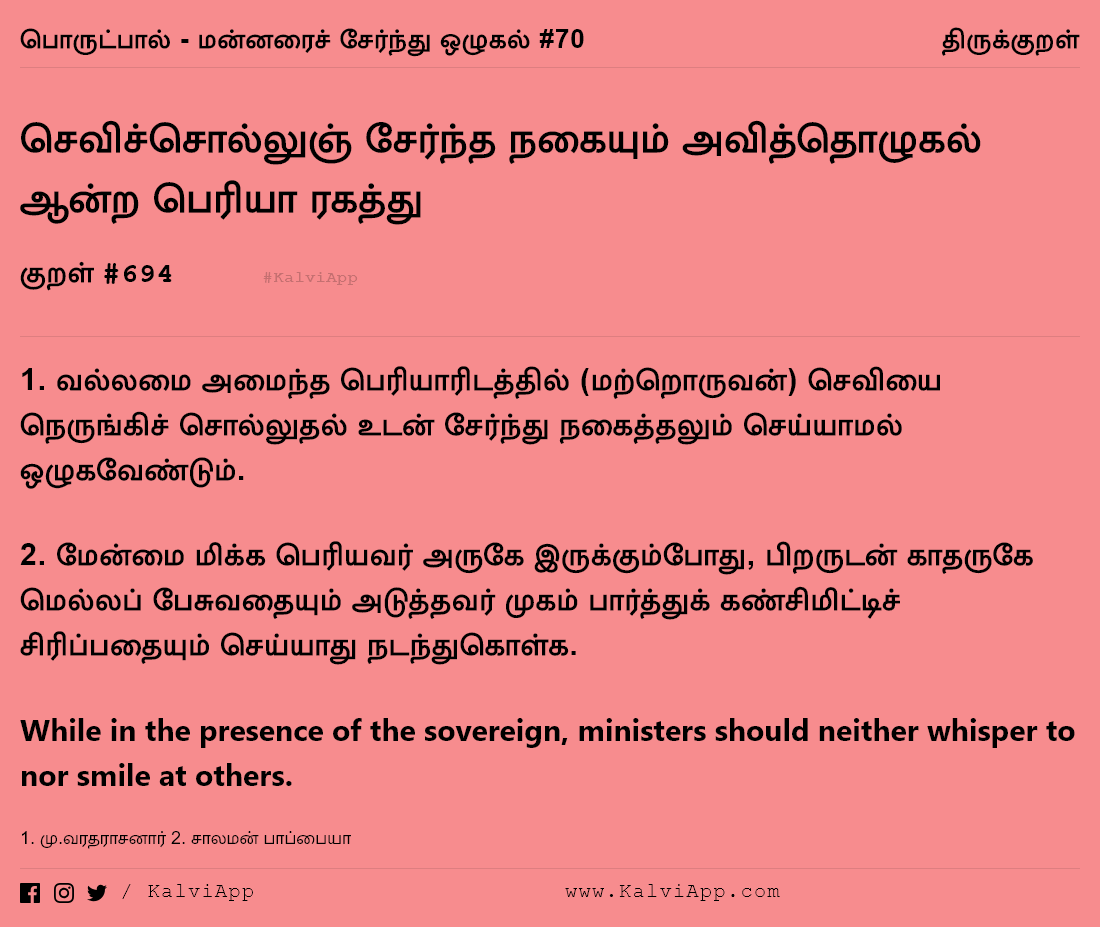 பொருட்பால் - மன்னரைச் சேர்ந்து ஒழுகல் #70 திருக்குறள்
செவிச்சொல்லுஞ் சேர்ந்த நகையும் அவித்தொழுகல்
ஆன்ற பெரியா ரகத்து
குறள் #694 #KalviApp
1. வல்லமை அமைந்த பெரியாரிடத்தில் (மற்றொருவன்) செவியை
நெருங்கிச் சொல்லுதல் உடன் சேர்ந்து நகைத்தலும் செய்யாமல்
ஒழுகவேண்டும்.
2. மேன்மை மிக்க பெரியவர் அருகே இருக்கும்போது, பிறருடன் காதருகே
மெல்லப் பேசுவதையும் அடுத்தவர் முகம் பார்த்துக் கண்சிமிட்டிச்
சிரிப்பதையும் செய்யாது நடந்துகொள்க.
While in the presence of the sovereign, ministers should neither whisper to
nor smile at others.
1. மு.வரதராசனார் 2. சாலமன் பாப்பையா
/ KalviApp www.KalviApp.com